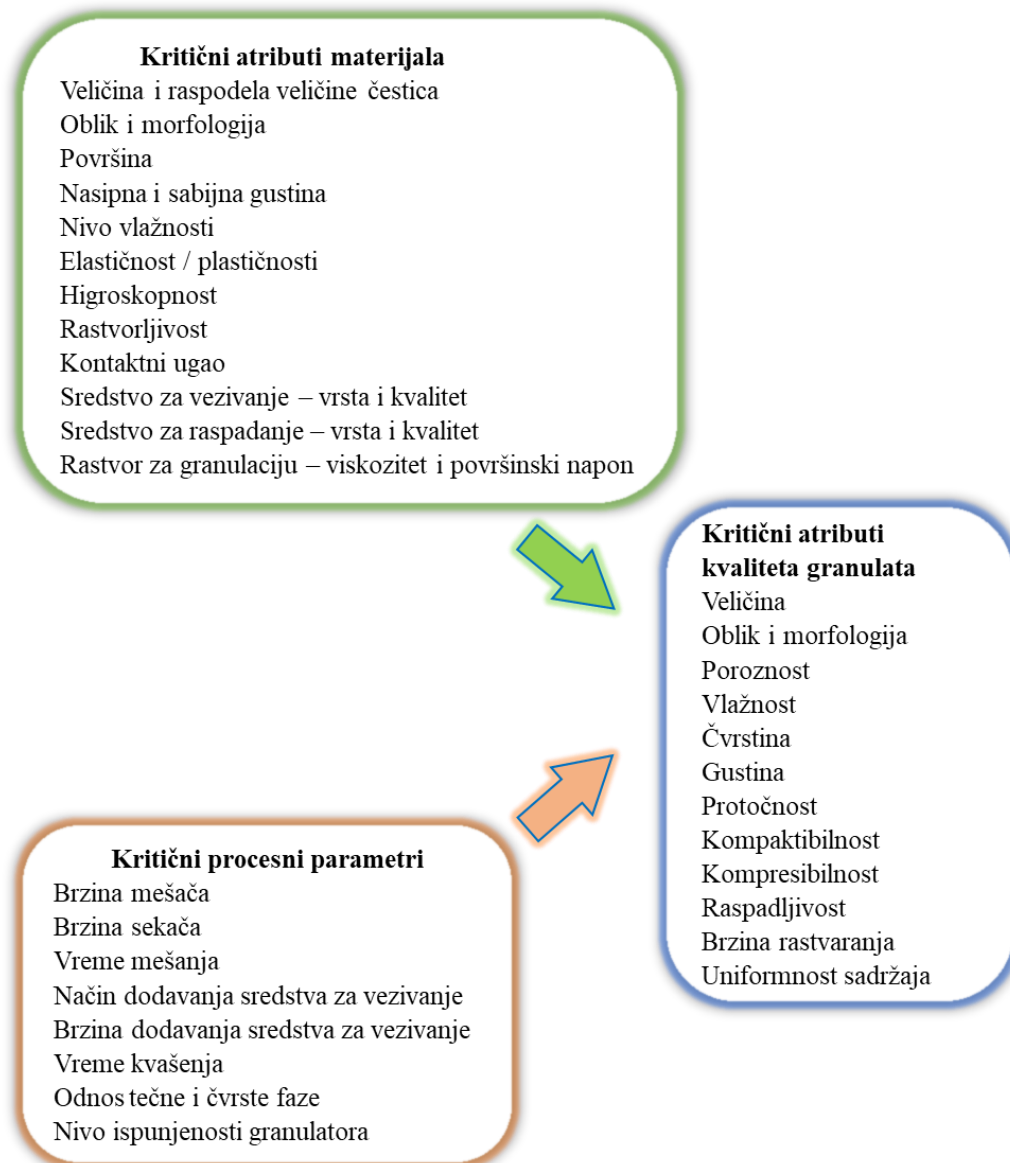 Kritični atributi materijala
Veličina i raspodela veličine čestica
Oblik i morfologija
Površina
Nasipna i sabijna gustina
Nivo vlažnosti
Elastičnost / plastičnosti
Higroskopnost
Rastvorljivost
Kontaktni ugao
Sredstvo za vezivanje – vrsta i kvalitet
Sredstvo za raspadanje – vrsta i kvalitet
Rastvor za granulaciju – viskozitet i površinski napon
Kritični atributi
kvaliteta granulata
Veličina
Oblik i morfologija
Poroznost
Vlažnost
Čvrstina
Gustina
Protočnost
Kompaktibilnost
Kompresibilnost
Raspadljivost
Brzina rastvaranja
Uniformnost sadržaja
Kritični procesni parametri
Brzina mešača
Brzina sekača
Vreme mešanja
Način dodavanja sredstva za vezivanje
Brzina dodavanja sredstva za vezivanje
Vreme kvašenja
Odnos tečne i čvrste faze
Nivo ispunjenosti granulatora